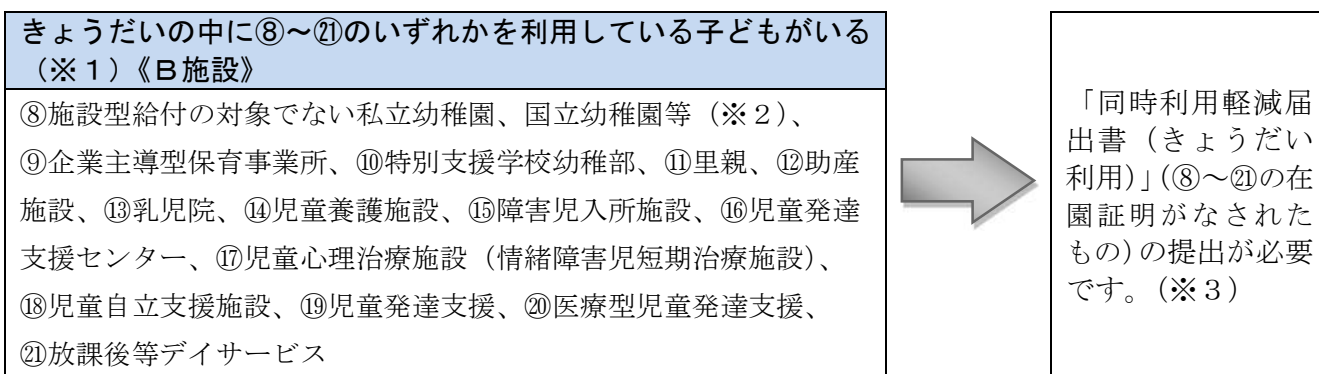 きょうだいの中に⑧～㉑のいずれかを利用している子どもがいる
（※１）《Ｂ施設》
⑧施設型給付の対象でない私立幼稚園、国立幼稚園等（※２）、
⑨企業主導型保育事業所、⑩特別支援学校幼稚部、⑪里親、⑫助産
施設、⑬乳児院、⑭児童養護施設、⑮障害児入所施設、⑯児童発達
支援センター、⑰児童心理治療施設（情緒障害児短期治療施設）、
⑱児童自立支援施設、⑲児童発達支援、⑳医療型児童発達支援、
㉑放課後等デイサービス
「同時利用軽減届
出書（きょうだい
利用）」（⑧～㉑の在
園証明がなされた
もの）の提出が必要
です。（※３）